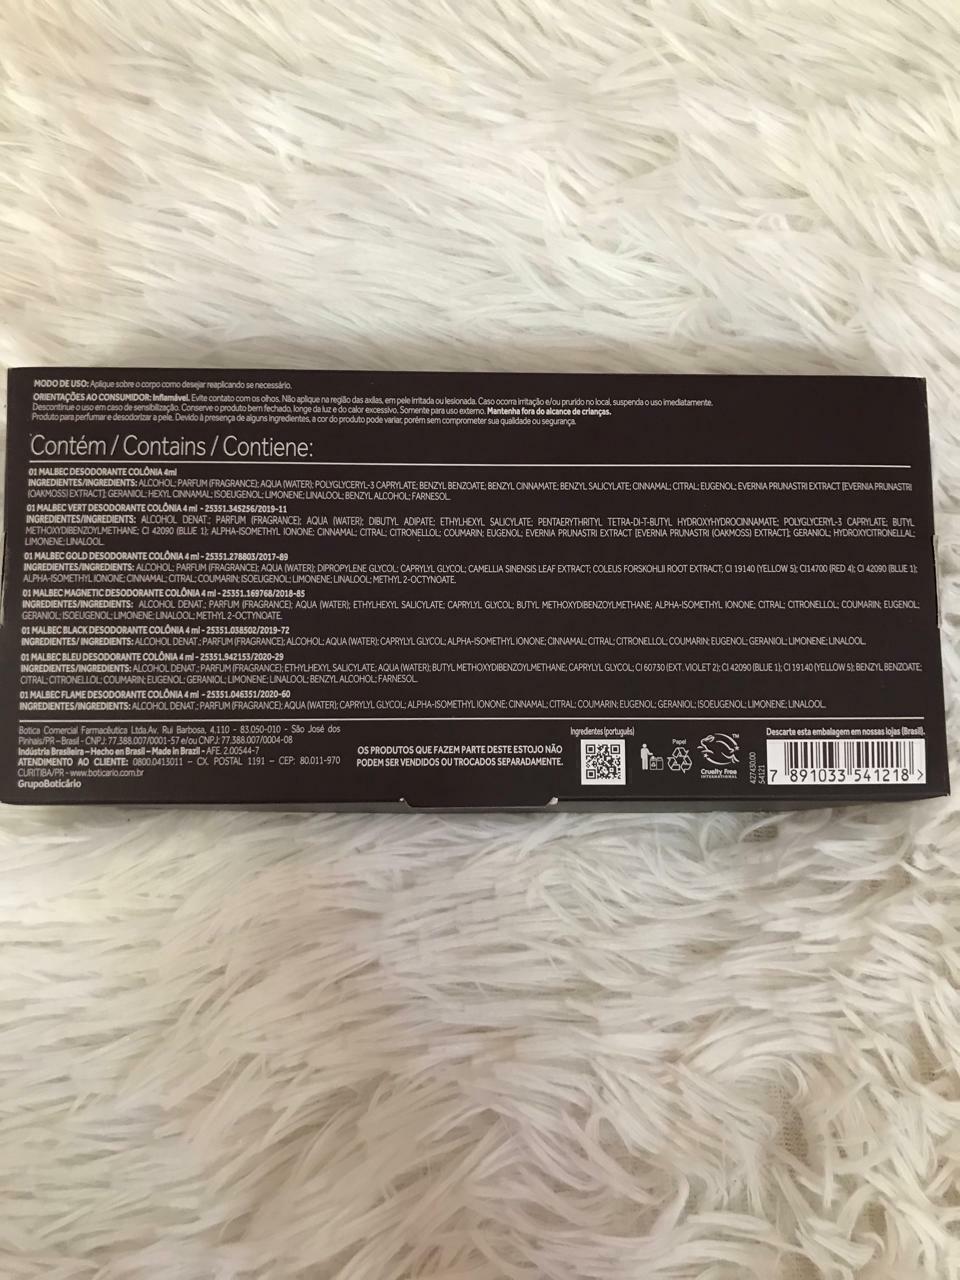 MODO DE USO: Aplique sobre o corpo como desejar reaplicando se necessário.
ORIENTAÇÕES AO CONSUMIDOR: Inflamável. Evite contato com os olhos. Não aplique na região das axilas, em pele irritada ou lesionada. Caso ocorra irritação e/ou prurido no local, suspenda o uso imediatamente.
Descontinue o uso em caso de sensibilização. Conserve o produto bem fechado, longe da luz e do calor excessivo. Somente para uso externo. Mantenha fora do alcance de crianças.
Produto para perfumar e desodorizar a pele. Devido à presença de alguns ingredientes, a cor do produto pode variar, porém sem comprometer sua qualidade ou segurança.
Contém / Contains / Contiene:
01 MALBEC DESODORANTE COLÔNIA 4ml
INGREDIENTES/INGREDIENTS: ALCOHOL; PARFUM (FRAGRANCE); AQUA (WATER); POLYGLYCERYL-3 CAPRYLATE; BENZYL BENZOATE; BENZYL CINNAMATE; BENZYL SALICYLATE; CINNAMAL; CITRAL; EUGENOL; EVERNIA PRUNASTRI EXTRACT [EVERNIA PRUNASTRI
(OAKMOSS) EXTRACT]; GERANIOL; HEXYL CINNAMAL; ISOEUGENOL; LIMONENE; LINALOOL; BENZYL ALCOHOL; FARNESOL.
01 MALBEC VERT DESODORANTE COLÔNIA 4 ml - 25351.345256/2019-11
INGREDIENTES/INGREDIENTS: ALCOHOL DENAT.; PARFUM (FRAGRANCE); AQUA (WATER); DIBUTYL ADIPATE; ETHYLHEXYL SALICYLATE; PENTAERYTHRITYL TETRA-DI-T-BUTYL HYDROXYHYDROCINNAMATE; POLYGLYCERYL-3 CAPRYLATE; BUTYL
METHOXYDIBENZOYLMETHANE; CI 42090 (BLUE 1); ALPHA-ISOMETHYL IONONE; CINNAMAL; CITRAL; CITRONELLOL; COUMARIN; EUGENOL; EVERNIA PRUNASTRI EXTRACT [EVERNIA PRUNASTRI (OAKMOSS) EXTRACT]; GERANIOL; HYDROXYCITRONELLAL;
LIMONENE; LINALOOL.
01 MALBEC GOLD DESODORANTE COLÔNIA 4 ml - 25351.278803/2017-89
INGREDIENTES/INGREDIENTS: ALCOHOL; PARFUM (FRAGRANCE); AQUA (WATER); DIPROPYLENE GLYCOL; CAPRYLYL GLYCOL; CAMELLIA SINENSIS LEAF EXTRACT; COLEUS FORSKOHLII ROOT EXTRACT; CI 19140 (YELLOW 5); CI14700 (RED 4); CI 42090 (BLUE 1);
ALPHA-ISOMETHYL IONONE; CINNAMAL; CITRAL; COUMARIN; ISOEUGENOL; LIMONENE; LINALOOL; METHYL 2-OCTYNOATE.
01 MALBEC MAGNETIC DESODORANTE COLÔNIA 4 ml - 25351.169768/2018-85
INGREDIENTES/INGREDIENTS: ALCOHOL DENAT.; PARFUM (FRAGRANCE); AQUA (WATER); ETHYLHEXYL SALICYLATE; CAPRYLYL GLYCOL; BUTYL METHOXYDIBENZOYLMETHANE; ALPHA-ISOMETHYL IONONE; CITRAL; CITRONELLOL; COUMARIN; EUGENOL;
GERANIOL; ISOEUGENOL; LIMONENE; LINALOOL; METHYL 2-OCTYNOATE.
01 MALBEC BLACK DESODORANTE COLÔNIA 4 ml - 25351.038502/2019-72
INGREDIENTES/ INGREDIENTS: ALCOHOL DENAT.; PARFUM (FRAGRANCE); ALCOHOL; AQUA (WATER); CAPRYLYL GLYCOL; ALPHA-ISOMETHYL IONONE; CINNAMAL; CITRAL; CITRONELLOL; COUMARIN; EUGENOL; GERANIOL; LIMONENE; LINALOOL.
01 MALBEC BLEU DESODORANTE COLÔNIA 4 ml - 25351.942153/2020-29
INGREDIENTES/INGREDIENTS: ALCOHOL DENAT.; PARFUM (FRAGRANCE); ETHYLHEXYL SALICYLATE; AQUA (WATER); BUTYL METHOXYDIBENZOYLMETHANE; CAPRYLYL GLYCOL; CI 60730 (EXT. VIOLET 2); CI 42090 (BLUE 1); CI 19140 (YELLOW 5); BENZYL BENZOATE;
CITRAL; CITRONELLOL; COUMARIN; EUGENOL; GERANIOL; LIMONENE; LINALOOL; BENZYL ALCOHOL; FARNESOL.
01 MALBEC FLAME DESODORANTE COLÔNIA 4 ml - 25351.046351/2020-60
INGREDIENTES/INGREDIENTS: ALCOHOL DENAT.; PARFUM (FRAGRANCE); AQUA (WATER); CAPRYLYL GLYCOL; ALPHA-ISOMETHYL IONONE; CINNAMAL; CITRAL; COUMARIN; EUGENOL; GERANIOL; ISOEUGENOL; LIMONENE; LINALOOL.
Botica Comercial Farmacêutica Ltda. Av. Rui Barbosa, 4.110 - 83.050-010 - São José dos
Pinhais/PR – Brasil - CNPJ: 77.388.007/0001-57 e/ou CNPJ: 77.388.007/0004-08
Indústria Brasileira – Hecho en Brasil – Made in Brazil - AFE. 2.00544-7
ATENDIMENTO AO CLIENTE: 0800.0413011 – CX. POSTAL 1191 – CEP: 80.011-970
CURITIBA/PR - www.boticario.com.br
GrupoBoticário
OS PRODUTOS QUE FAZEM PARTE DESTE ESTOJO NÃO
PODEM SER VENDIDOS OU TROCADOS SEPARADAMENTE.
Ingredientes (português)
Papel
TM
Cruelty Free
INTERNATIONAL
427430.00
54121
Descarte esta embalagem em nossas lojas (Brasil).
7 891033 541218 >